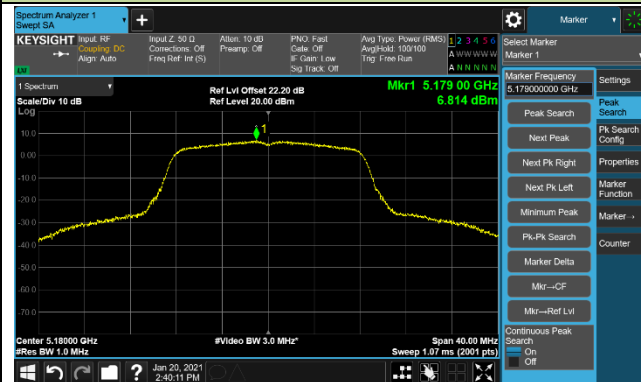 Spectrum Analyzer 1
Swept SA
Marker
KEYSIGHT
Input: RF
Coupling: DC
Align: Auto
Input Z: 50 Ω
Corrections: Off
Freq Ref: Int (S)
Atten: 10 dB
Preamp: Off
PNO: Fast
Gate: Off
IF Gain: Low
Sig Track: Off
Avg Type: Power (RMS)
Avg|Hold: 100/100
Trig: Free Run
1 2 3 4 5 6
A W W W W W
A N N N N N
LXI
Select Marker
Marker 1
1 Spectrum
Scale/Div 10 dB
Log
Ref Lvl Offset 22.20 dB
Ref Level 20.00 dBm
Mkr1 5.179 00 GHz
6.814 dBm
1
10.0
0.00
-10.0
-20.0
-30.0
-40.0
-50.0
-60.0
-70.0
Center 5.18000 GHz
#Res BW 1.0 MHz
#Video BW 3.0 MHz*
Span 40.00 MHz
Sweep 1.07 ms (2001 pts)
Marker Frequency
5.179000000 GHz
Peak Search
Next Peak
Next Pk Right
Next Pk Left
Minimum Peak
Pk-Pk Search
Marker Delta
Mkr→CF
Mkr→Ref Lvl
Continuous Peak
Search
On
Off
Settings
Peak
Search
Pk Search
Config
Properties
Marker
Function
Marker→
Counter
?
Jan 20, 2021
2:40:11 PM